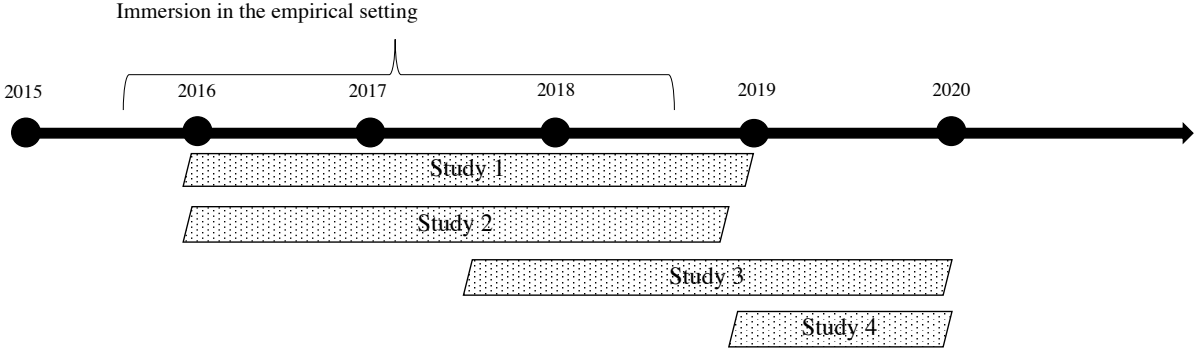 Immersion in the empirical setting
2015 2016 2017 2018 2019 2020
Study 1
Study 2
Study 3
Study 4